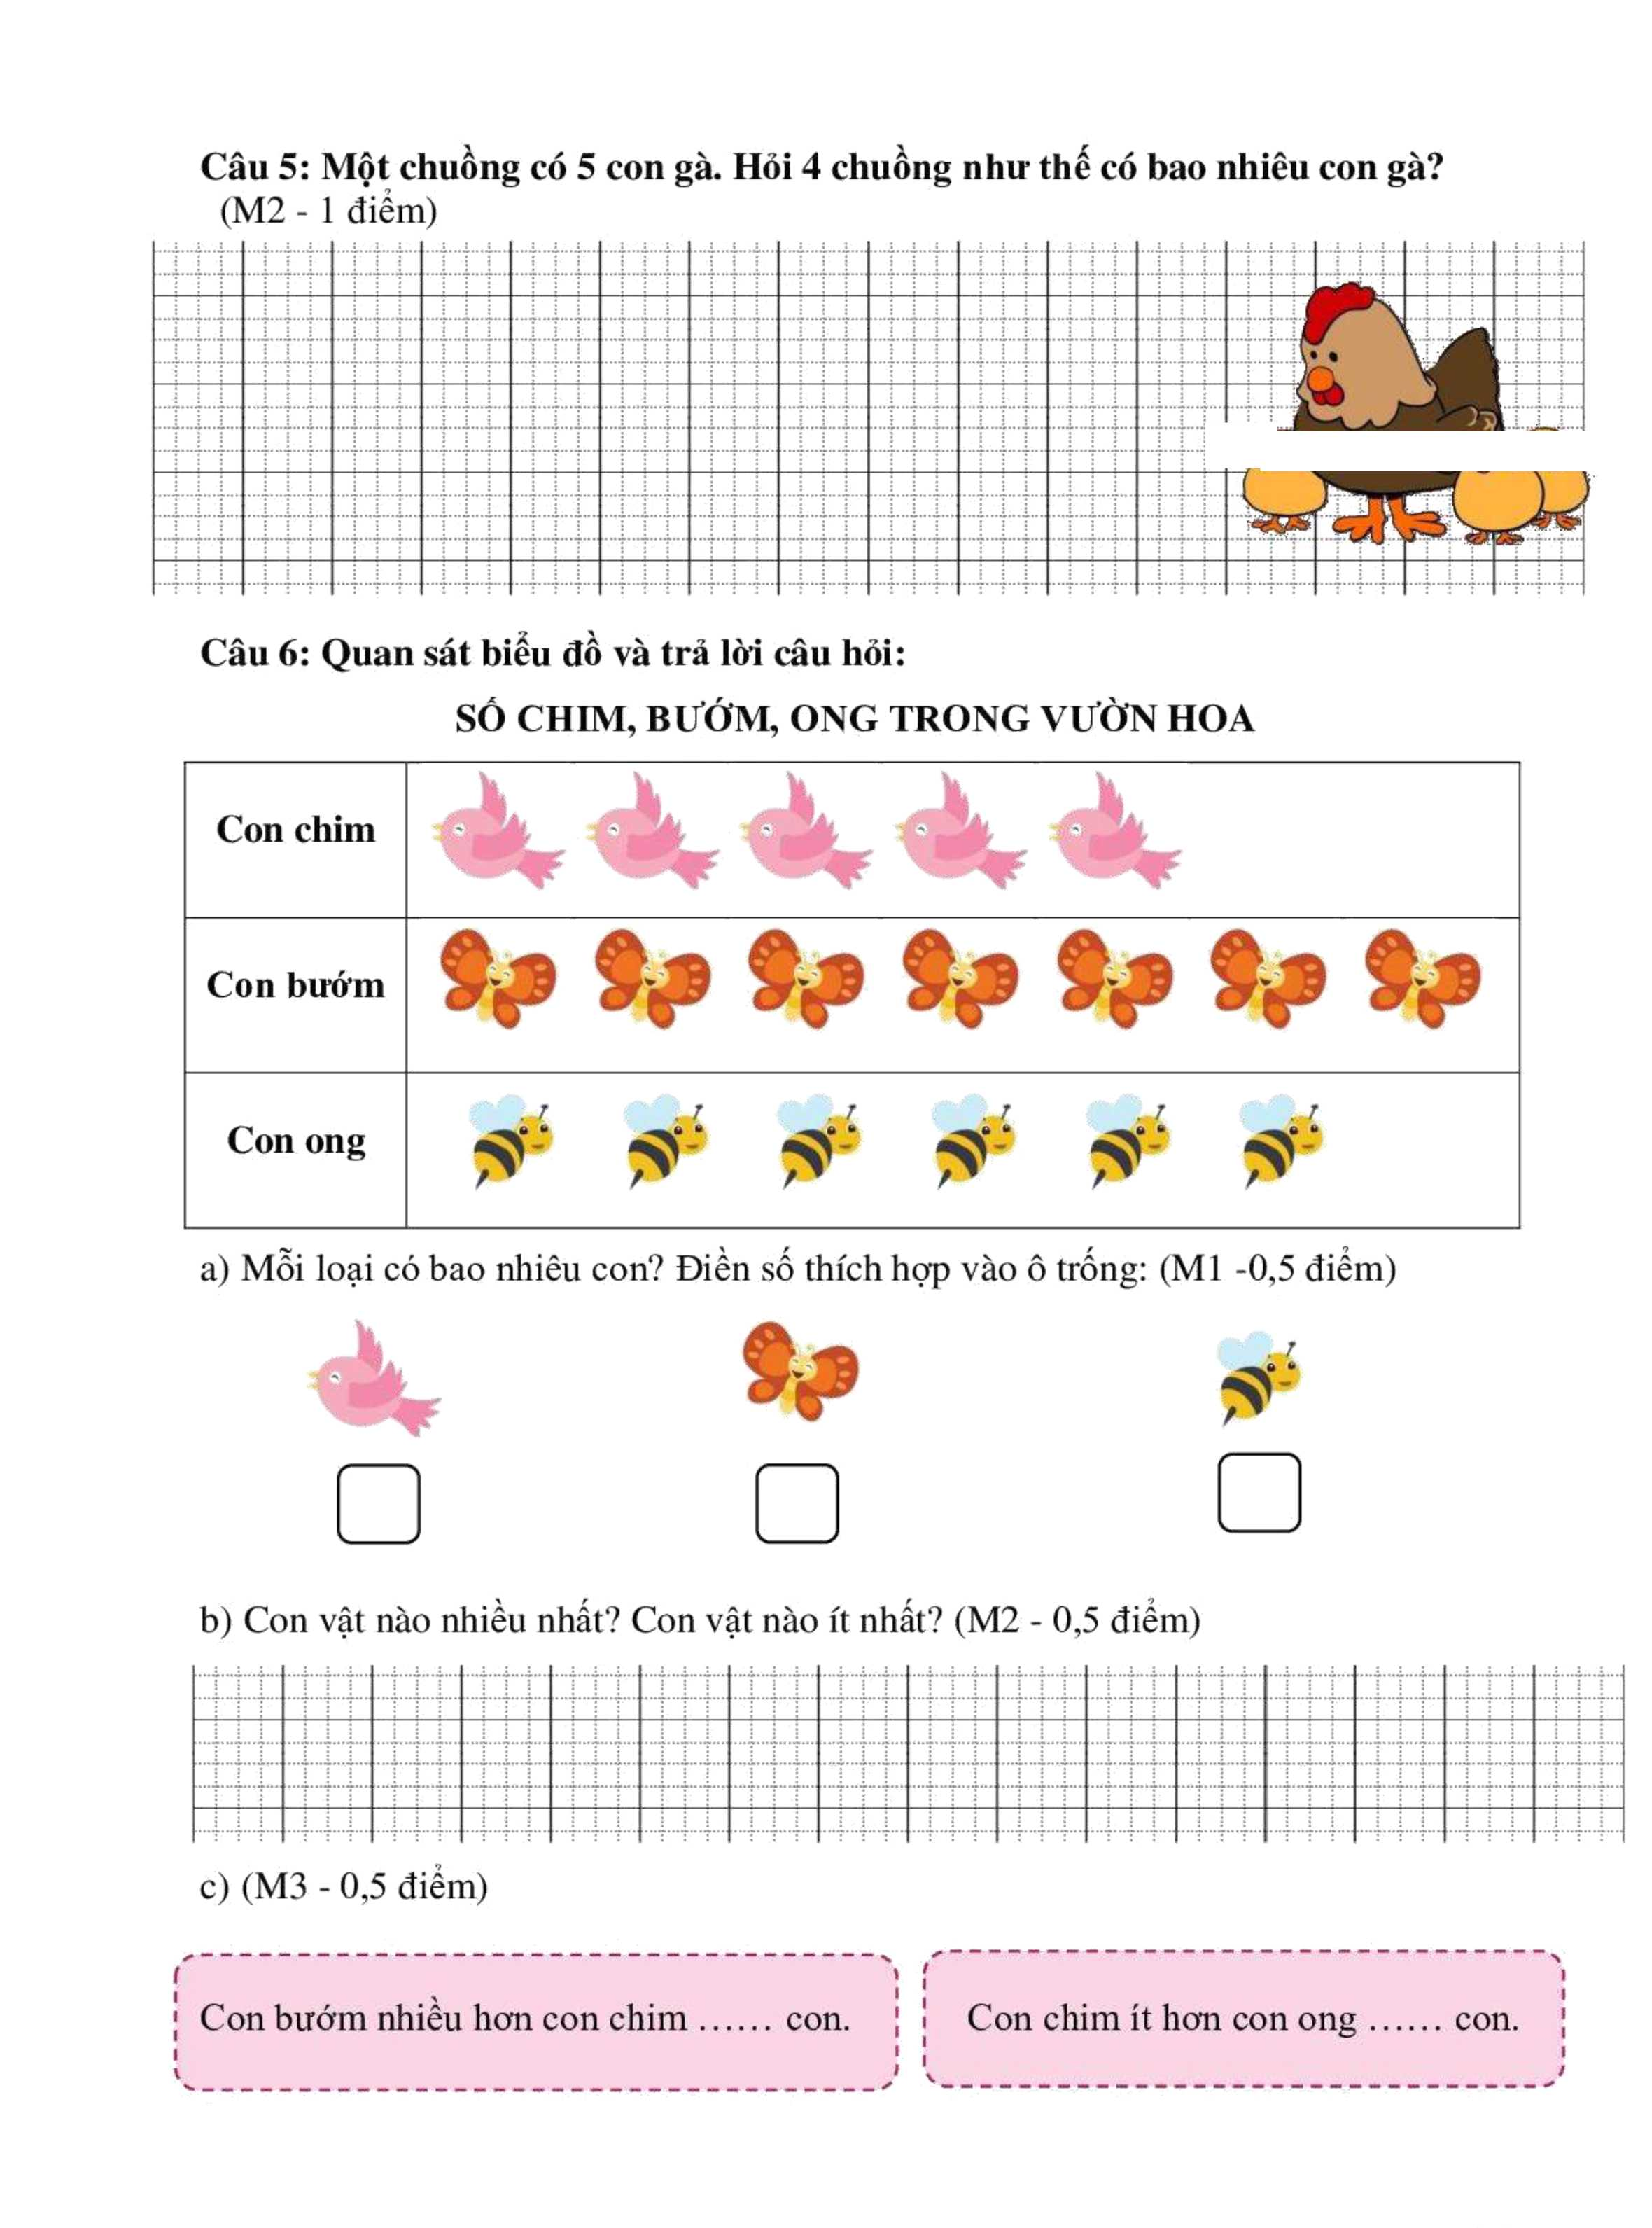 Câu 5: Một chuồng có 5 con gà. Hỏi 4 chuồng như thế có bao nhiêu con gà?
(M2 - 1 điểm)
Câu 6: Quan sát biểu đồ và trả lời câu hỏi:
SỐ CHIM, BƯỚM, ONG TRONG VƯỜN HOA
Con chim
Con bướm
Con ong
a) Mỗi loại có bao nhiêu con? Điền số thích hợp vào ô trống: (M1 -0,5 điểm)
b) Con vật nào nhiều nhất? Con vật nào ít nhất? (M2 - 0,5 điểm)
c) (M3 - 0,5 điểm)
Con bướm nhiều hơn con chim ...... con.
Con chim ít hơn con ong ...... con.